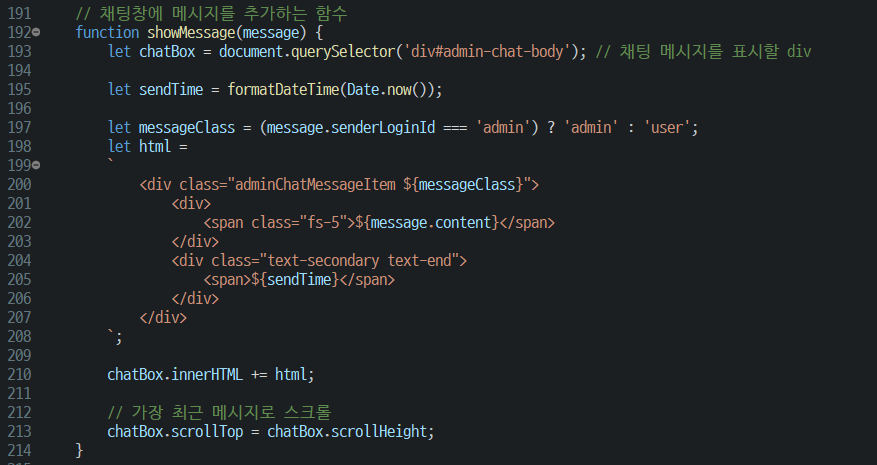 191 // 채팅창에 메시지를 추가하는 함수
192 function showMessage(message) {
193 let chatBox = document.querySelector('div#admin-chat-body'); // 채팅 메시지를 표시할 div
194
195 let sendTime = formatDateTime(Date.now());
196
197 let messageClass = (message.senderLoginId === 'admin') ? 'admin' : 'user';
198 let html =
199 `
200 <div class="adminChatMessageItem ${messageClass}">
201 <div>
202 <span class="fs-5">${message.content}</span>
203 </div>
204 <div class="text-secondary text-end">
205 <span>${sendTime}</span>
206 </div>
207 </div>
208 `;
209
210 chatBox.innerHTML += html;
211
212 // 가장 최근 메시지로 스크롤
213 chatBox.scrollTop = chatBox.scrollHeight;
214 }